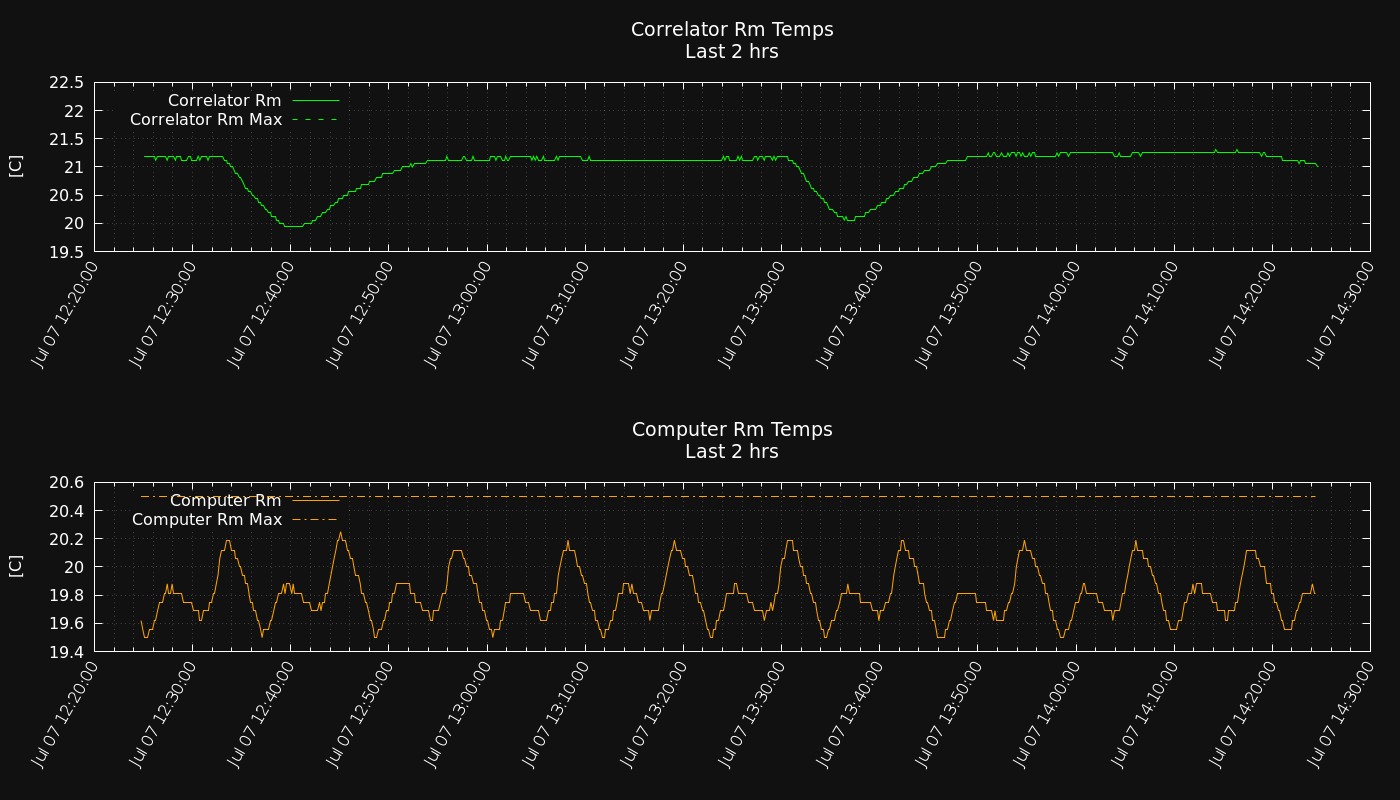 Correlator Rm Temps
Last 2 hrs
22.5
22
21.5
21
20.5
20
19.5
[C]
Correlator Rm
Correlator Rm Max
Jul 07 12:20:00
Jul 07 12:30:00
Jul 07 12:40:00
Jul 07 12:50:00
Jul 07 13:00:00
Jul 07 13:10:00
Jul 07 13:20:00
Jul 07 13:30:00
Jul 07 13:40:00
Jul 07 13:50:00
Jul 07 14:00:00
Jul 07 14:10:00
Jul 07 14:20:00
Jul 07 14:30:00
Computer Rm Temps
Last 2 hrs
20.6
20.4
20.2
20
19.8
19.6
19.4
[C]
Computer Rm
Computer Rm Max
Jul 07 12:20:00
Jul 07 12:30:00
Jul 07 12:40:00
Jul 07 12:50:00
Jul 07 13:00:00
Jul 07 13:10:00
Jul 07 13:20:00
Jul 07 13:30:00
Jul 07 13:40:00
Jul 07 13:50:00
Jul 07 14:00:00
Jul 07 14:10:00
Jul 07 14:20:00
Jul 07 14:30:00